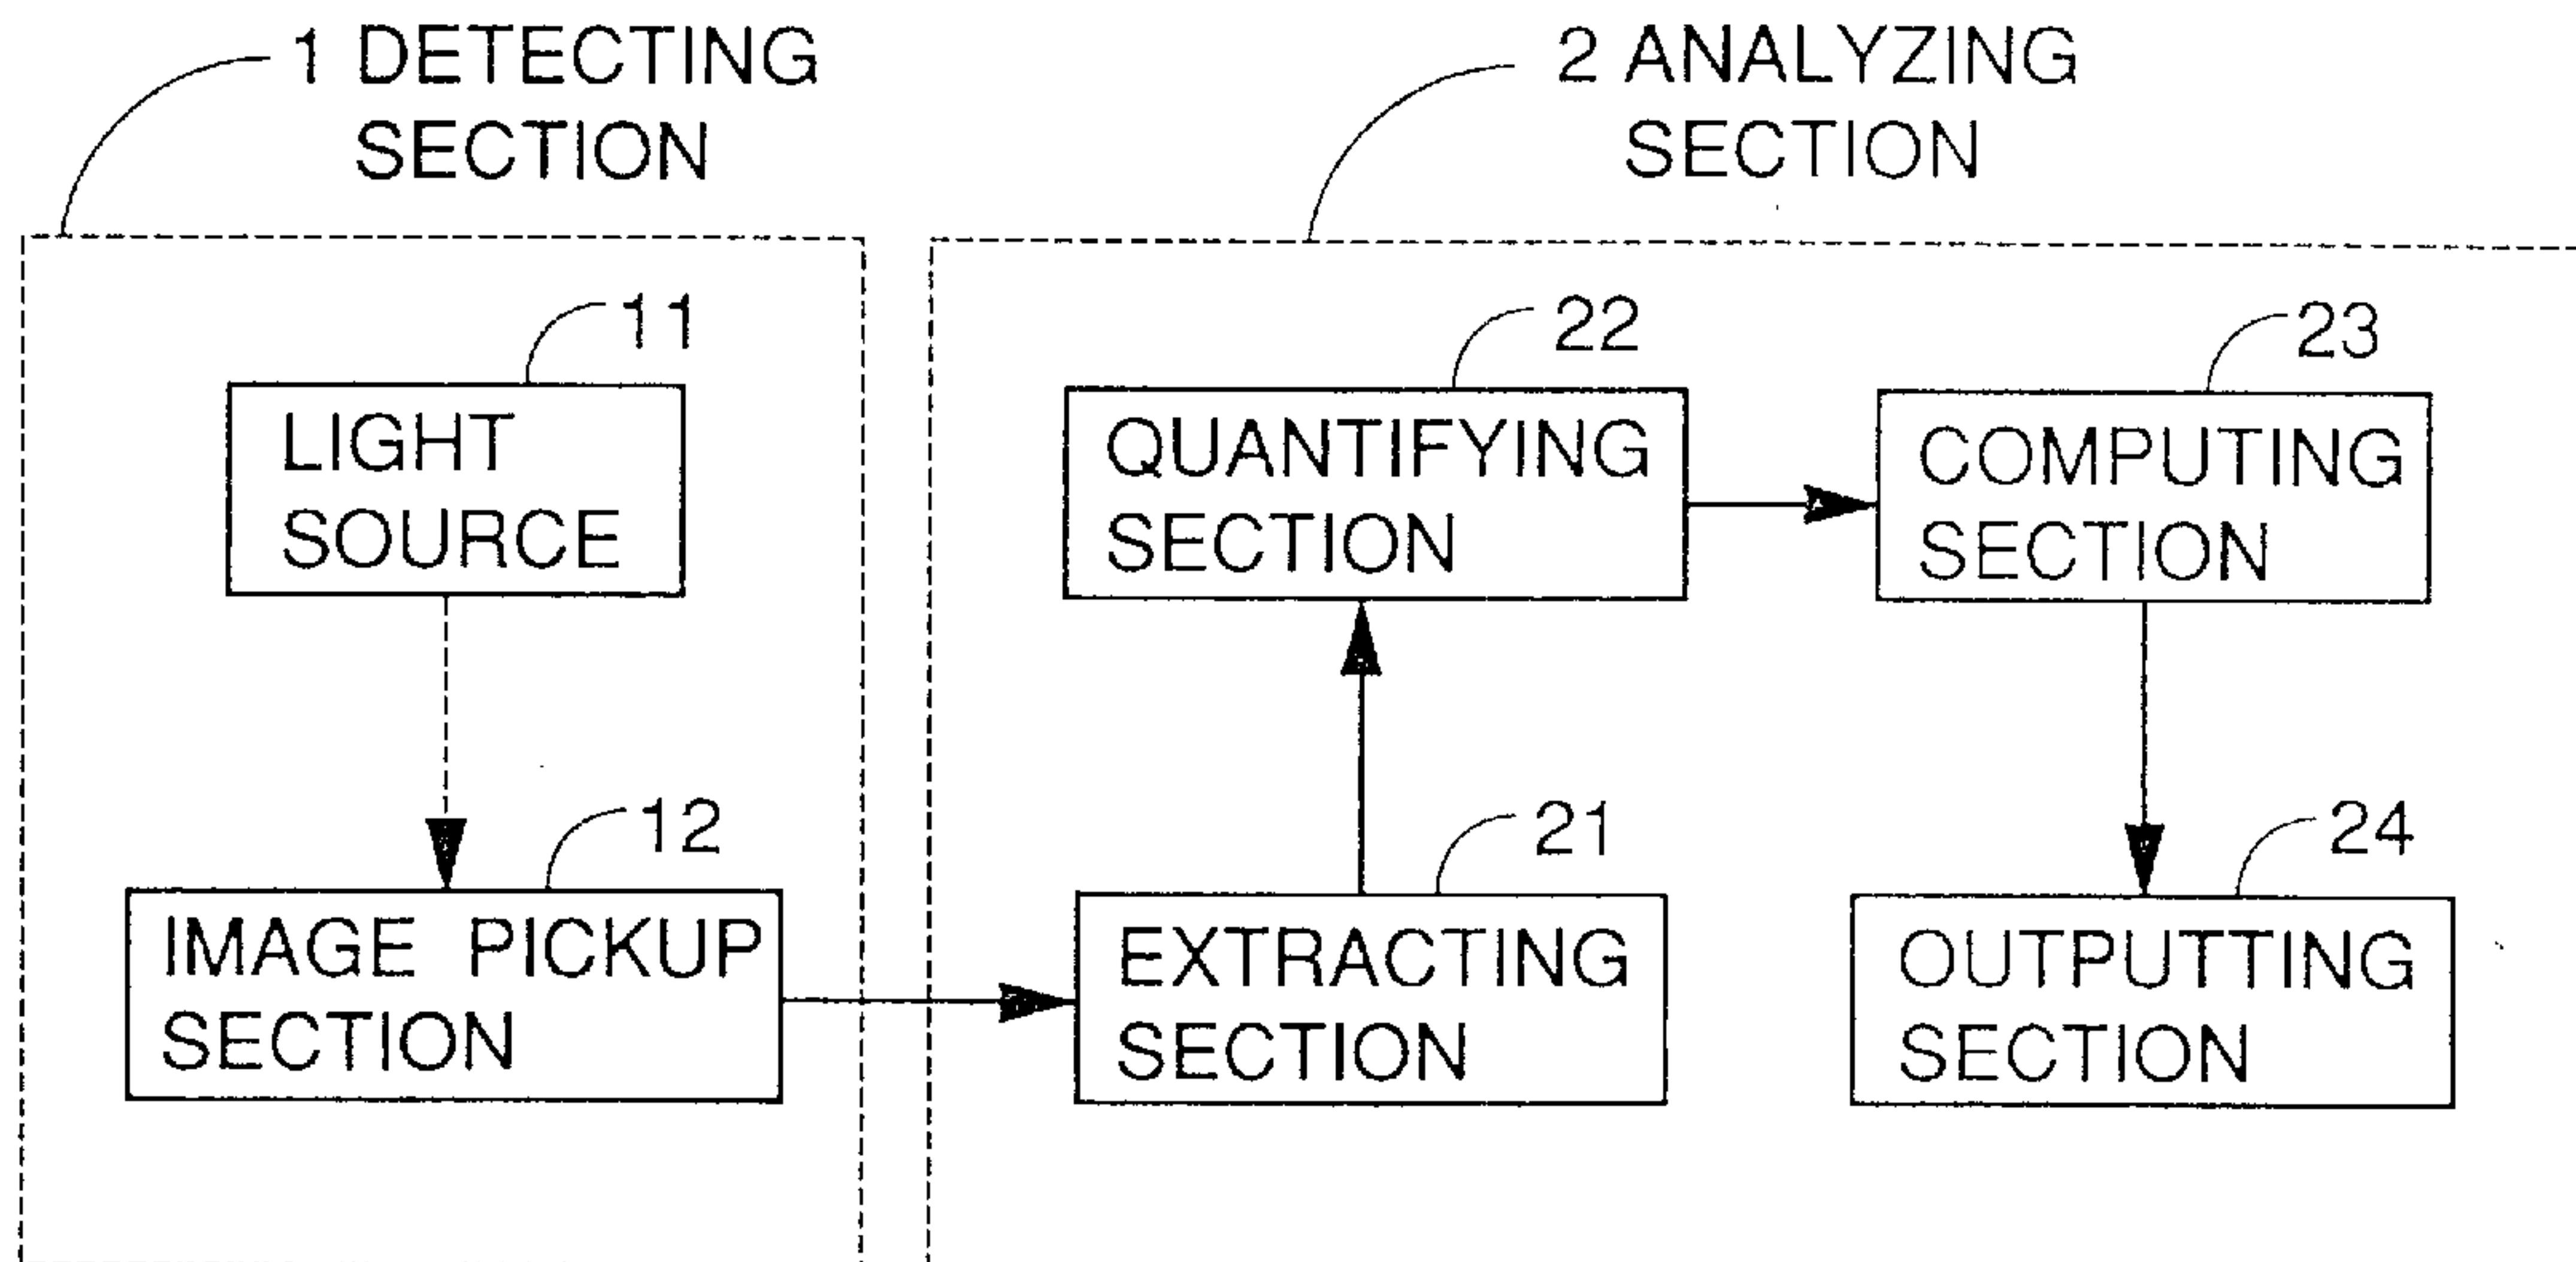 1 DETECTING
SECTION
2 ANALYZING
SECTION
11
LIGHT
SOURCE
12
IMAGE PICKUP
SECTION
22
QUANTIFYING
SECTION
23
COMPUTING
SECTION
21
EXTRACTING
SECTION
24
OUTPUTTING
SECTION